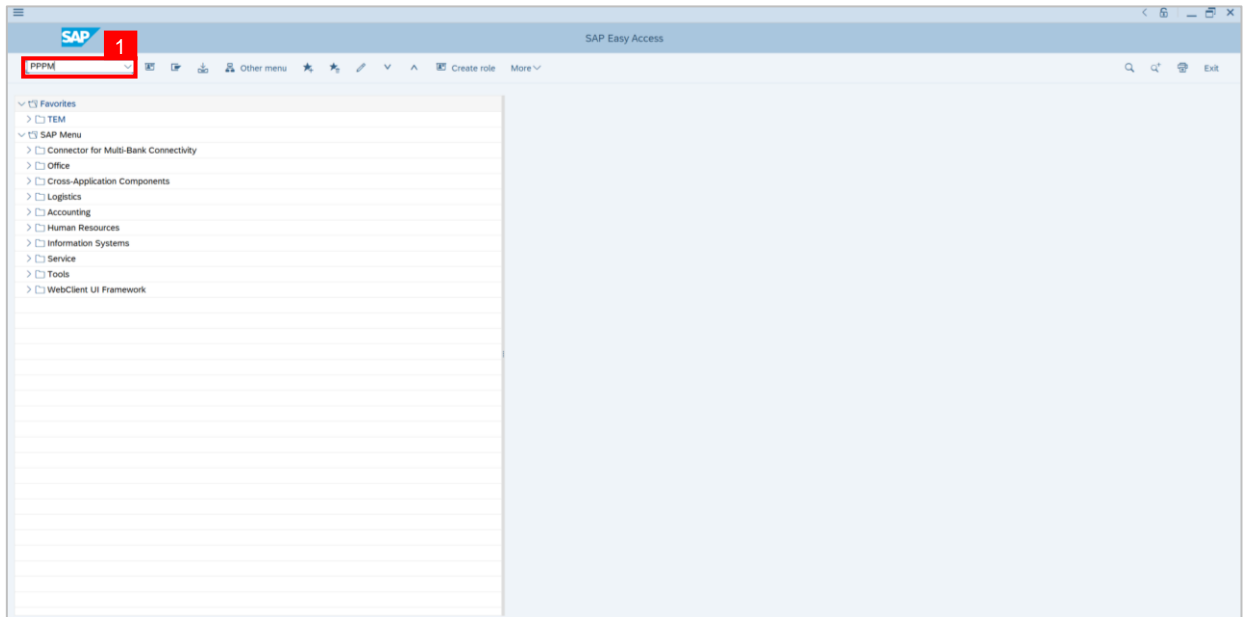 SAP
SAP Easy Access
1
PPPM
Other menu
Create role
More
Exit
Favorites
TEM
SAP Menu
Connector for Multi-Bank Connectivity
Office
Cross-Application Components
Logistics
Accounting
Human Resources
Information Systems
Service
Tools
WebClient UI Framework